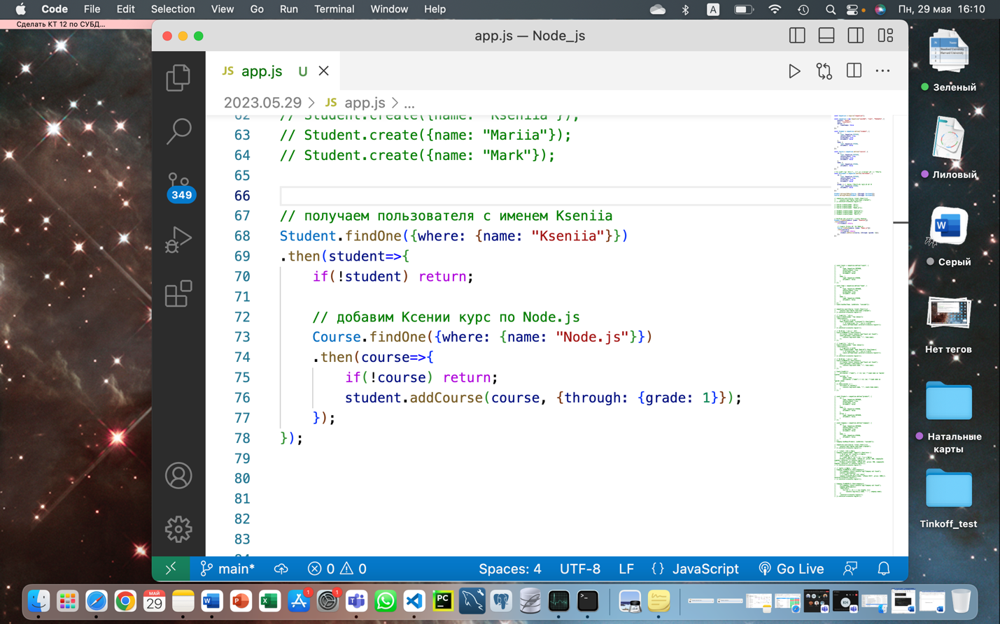 Code File Edit Selection View Go Run Terminal Window Help
A
Пн, 29 мая 16:10
Сделать КТ 12 по СУБД...
app.js — Node_js
JS app.js U
2023.05.29 > JS app.js > ...
62 // Student.create({name: "Kseniia"});
63 // Student.create({name: "Mariia"});
64 // Student.create({name: "Mark"});
65
66
67 // получаем пользователя с именем Kseniia
68 Student.findOne({where: {name: "Kseniia"}})
69 .then(student=>{
70 if(!student) return;
71
72 // добавим Ксении курс по Node.js
73 Course.findOne({where: {name: "Node.js"}})
74 .then(course=>{
75 if(!course) return;
76 student.addCourse(course, {through: {grade: 1}});
77 });
78 });
79
80
81
82
83
349
main* 0 0 Spaces: 4 UTF-8 LF {} JavaScript Go Live
Зеленый
Лиловый
Серый
Нет тегов
Натальные
карты
Tinkoff_test
МАЙ
29
W
P
X
1
1
PC